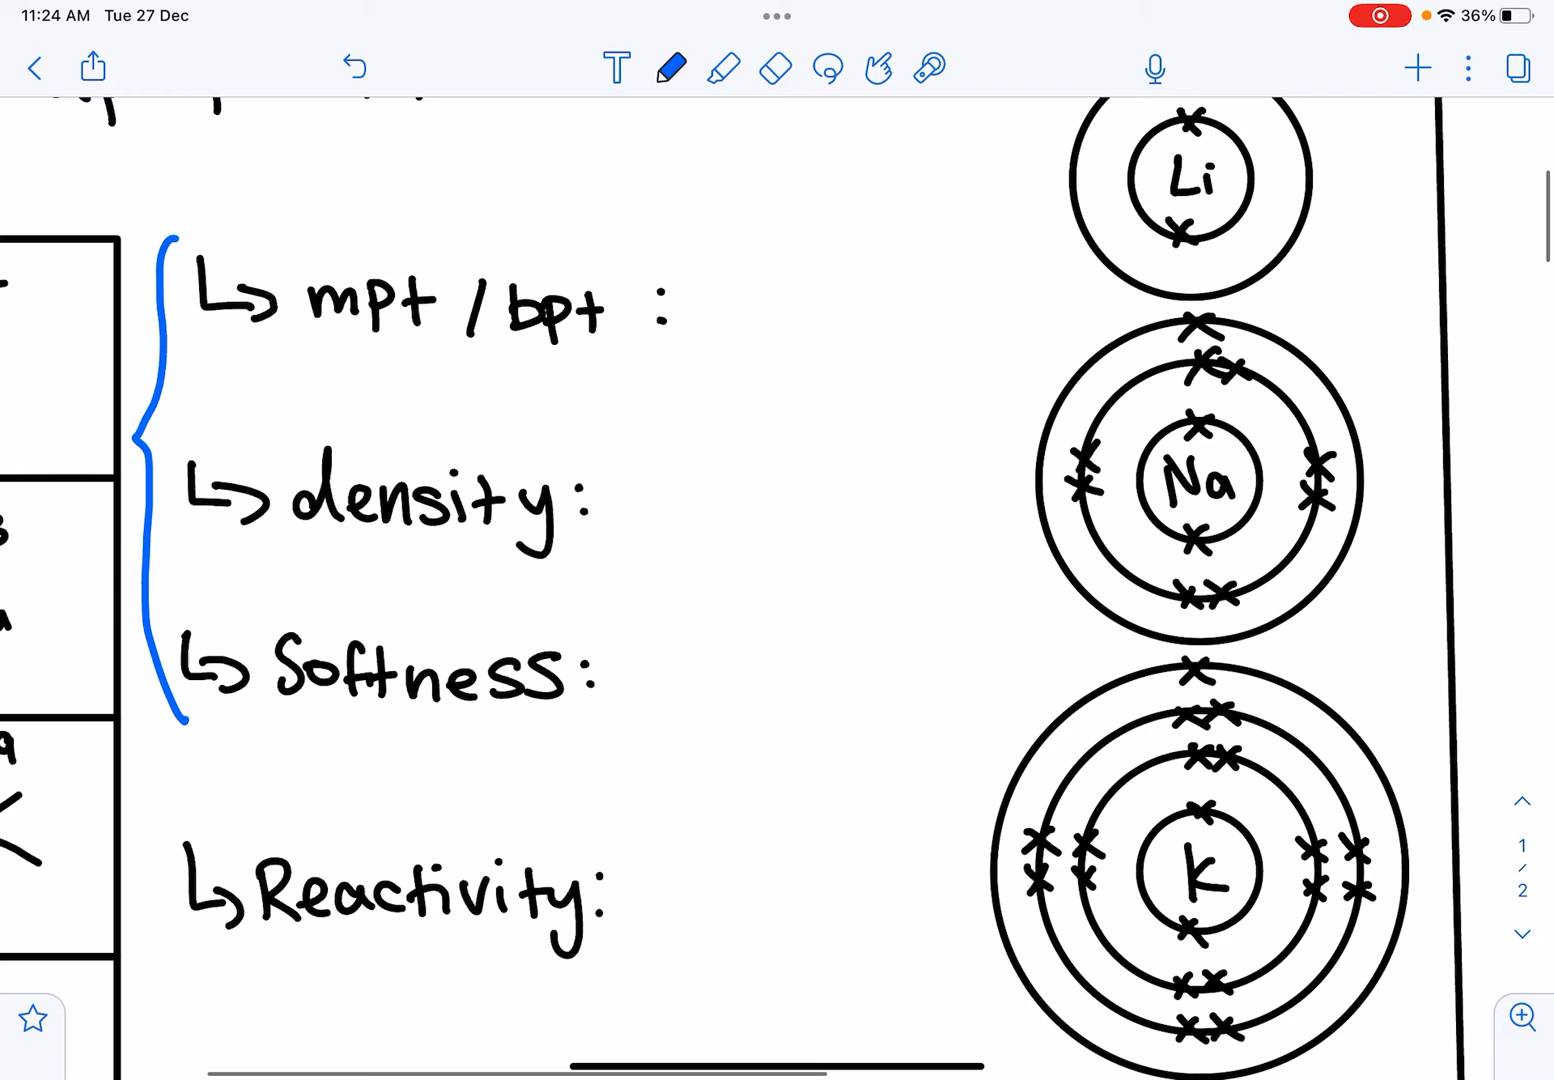 11:24 AM Tue 27 Dec
36%
Li
↳ mpt / bpt :
Na
↳ density:
↳ Softness:
K
↳ Reactivity:
1
/
2